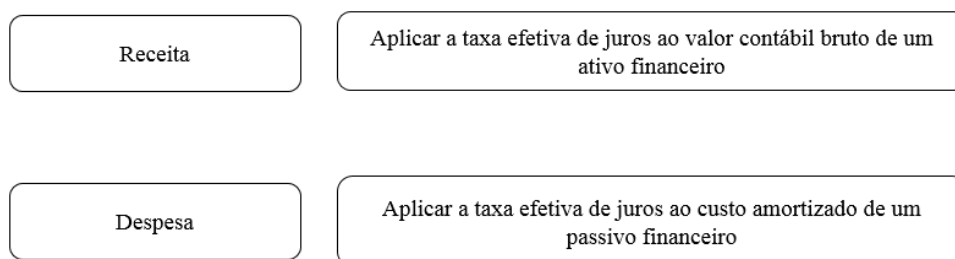 Receita
Aplicar a taxa efetiva de juros ao valor contábil bruto de um
ativo financeiro
Despesa
Aplicar a taxa efetiva de juros ao custo amortizado de um
passivo financeiro